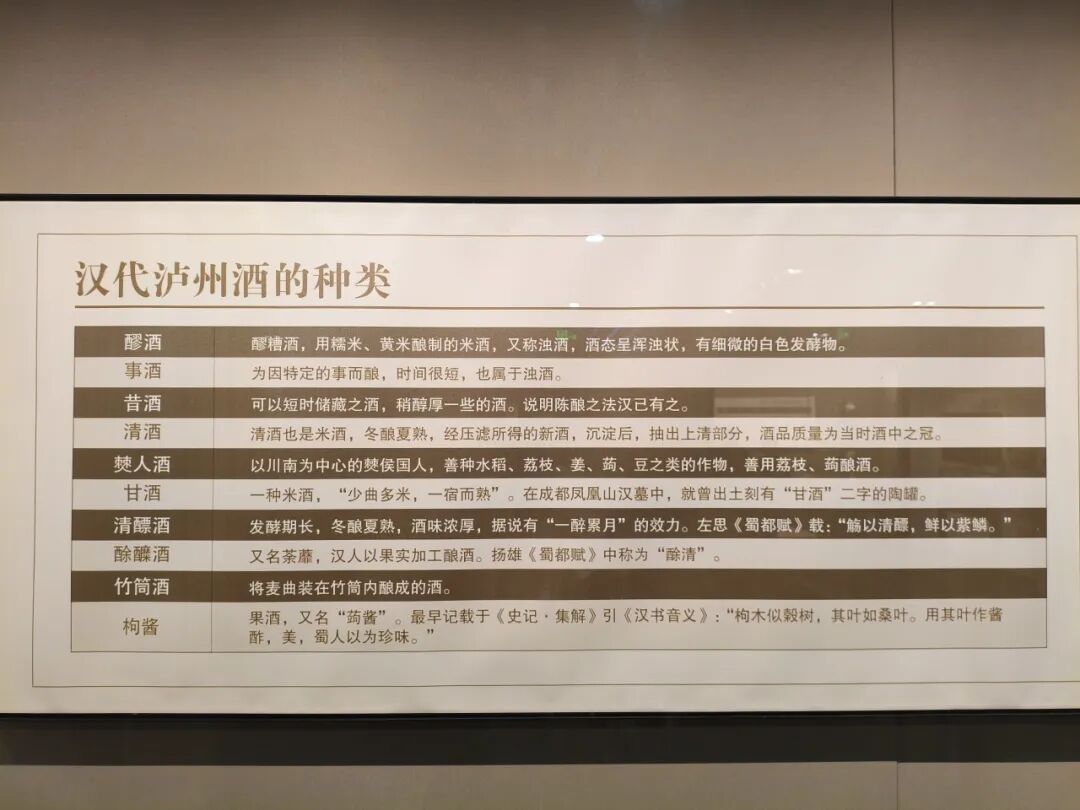 汉代泸州酒的种类
醪酒 醪糟酒，用糯米、黄米酿制的米酒，又称浊酒，酒态呈浑浊状，有细微的白色发酵物。
事酒 为因特定的事而酿，时间很短，也属于浊酒。
昔酒 可以短时储藏之酒，稍醇厚一些的酒。说明陈酿之法汉已有之。
清酒 清酒也是米酒，冬酿夏熟，经压滤所得的新酒，沉淀后，抽出上清部分，酒品质量为当时酒中之冠。
僰人酒 以川南为中心的僰侯国人，善种水稻、荔枝、姜、蒟、豆之类的作物，善用荔枝、蒟酿酒。
甘酒 一种米酒，“少曲多米，一宿而熟”。在成都凤凰山汉墓中，就曾出土刻有“甘酒”二字的陶罐。
清醥酒 发酵期长，冬酿夏熟，酒味浓厚，据说有“一醉累月”的效力。左思《蜀都赋》载：“觞以清醥，鲜以紫鳞。”
酴醾酒 又名荼蘼，汉人以果实加工酿酒。扬雄《蜀都赋》中称为“酴清”。
竹筒酒 将麦曲装在竹筒内酿成的酒。
枸酱 果酒，又名“蒟酱”。最早记载于《史记·集解》引《汉书音义》：“枸木似榖树，其叶如桑叶。用其叶作酱
酢，美，蜀人以为珍味。”